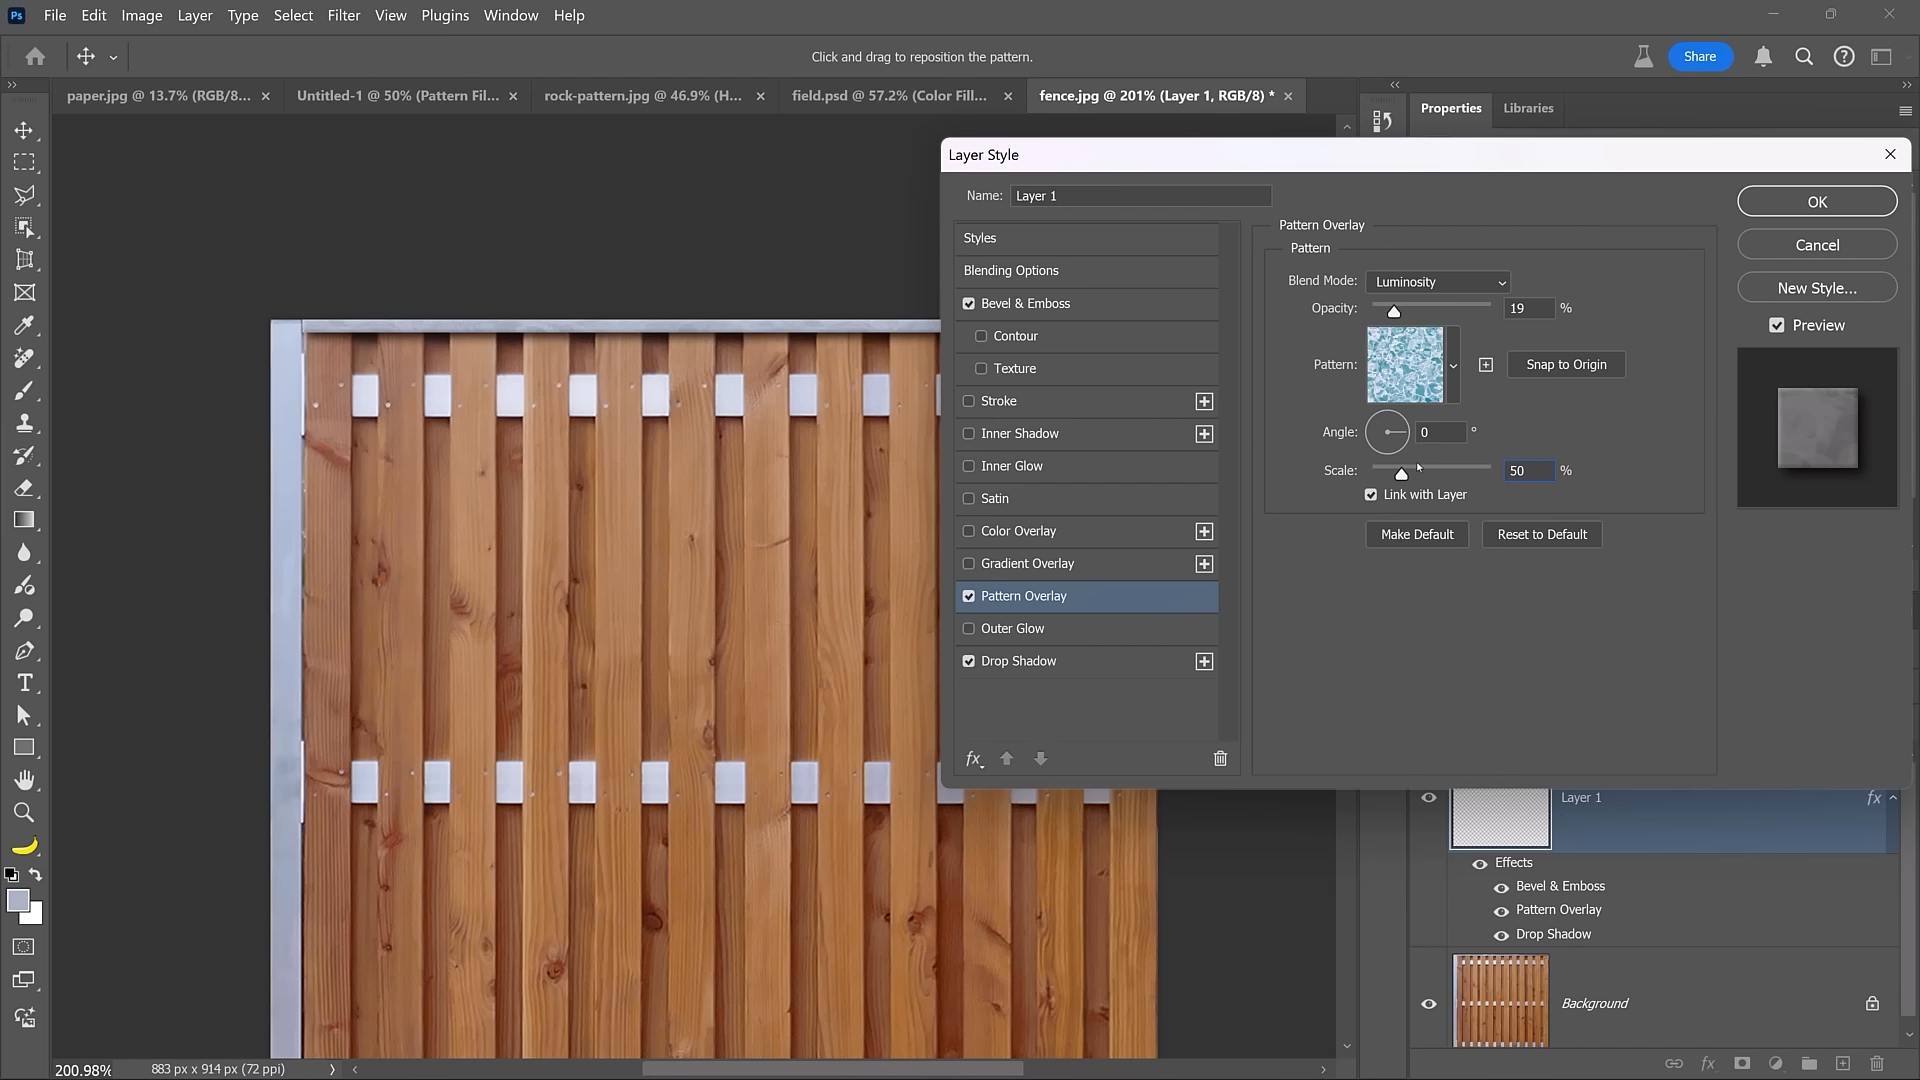 Ps File Edit Image Layer Type Select Filter View Plugins Window Help
Click and drag to reposition the pattern.
Share
paper.jpg @ 13.7% (RGB/8...
Untitled-1 @ 50% (Pattern Fil...
rock-pattern.jpg @ 46.9% (H...
field.psd @ 57.2% (Color Fill...
fence.jpg @ 201% (Layer 1, RGB/8) *
Properties
Libraries
Layer Style
Name: Layer 1
Styles
Blending Options
Bevel & Emboss
Contour
Texture
Stroke
Inner Shadow
Inner Glow
Satin
Color Overlay
Gradient Overlay
Pattern Overlay
Outer Glow
Drop Shadow
fx
Pattern Overlay
Pattern
Blend Mode: Luminosity
Opacity: 19 %
Pattern: Snap to Origin
Angle: 0 °
Scale: 50 %
Link with Layer
Make Default
Reset to Default
OK
Cancel
New Style...
Preview
Layer 1 fx
Effects
Bevel & Emboss
Pattern Overlay
Drop Shadow
Background
fx
200.98%
883 px x 914 px (72 ppi)